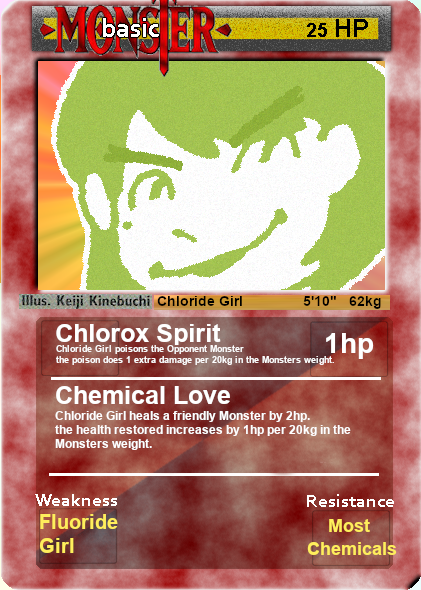 MONSTER
basic
25 HP
Illus. Keiji Kinebuchi Chloride Girl 5'10" 62kg
Chlorox Spirit
Chloride Girl poisons the Opponent Monster
the poison does 1 extra damage per 20kg in the Monsters weight.
1hp
Chemical Love
Chloride Girl heals a friendly Monster by 2hp.
the health restored increases by 1hp per 20kg in the
Monsters weight.
Weakness
Fluoride
Girl
Resistance
Most
Chemicals